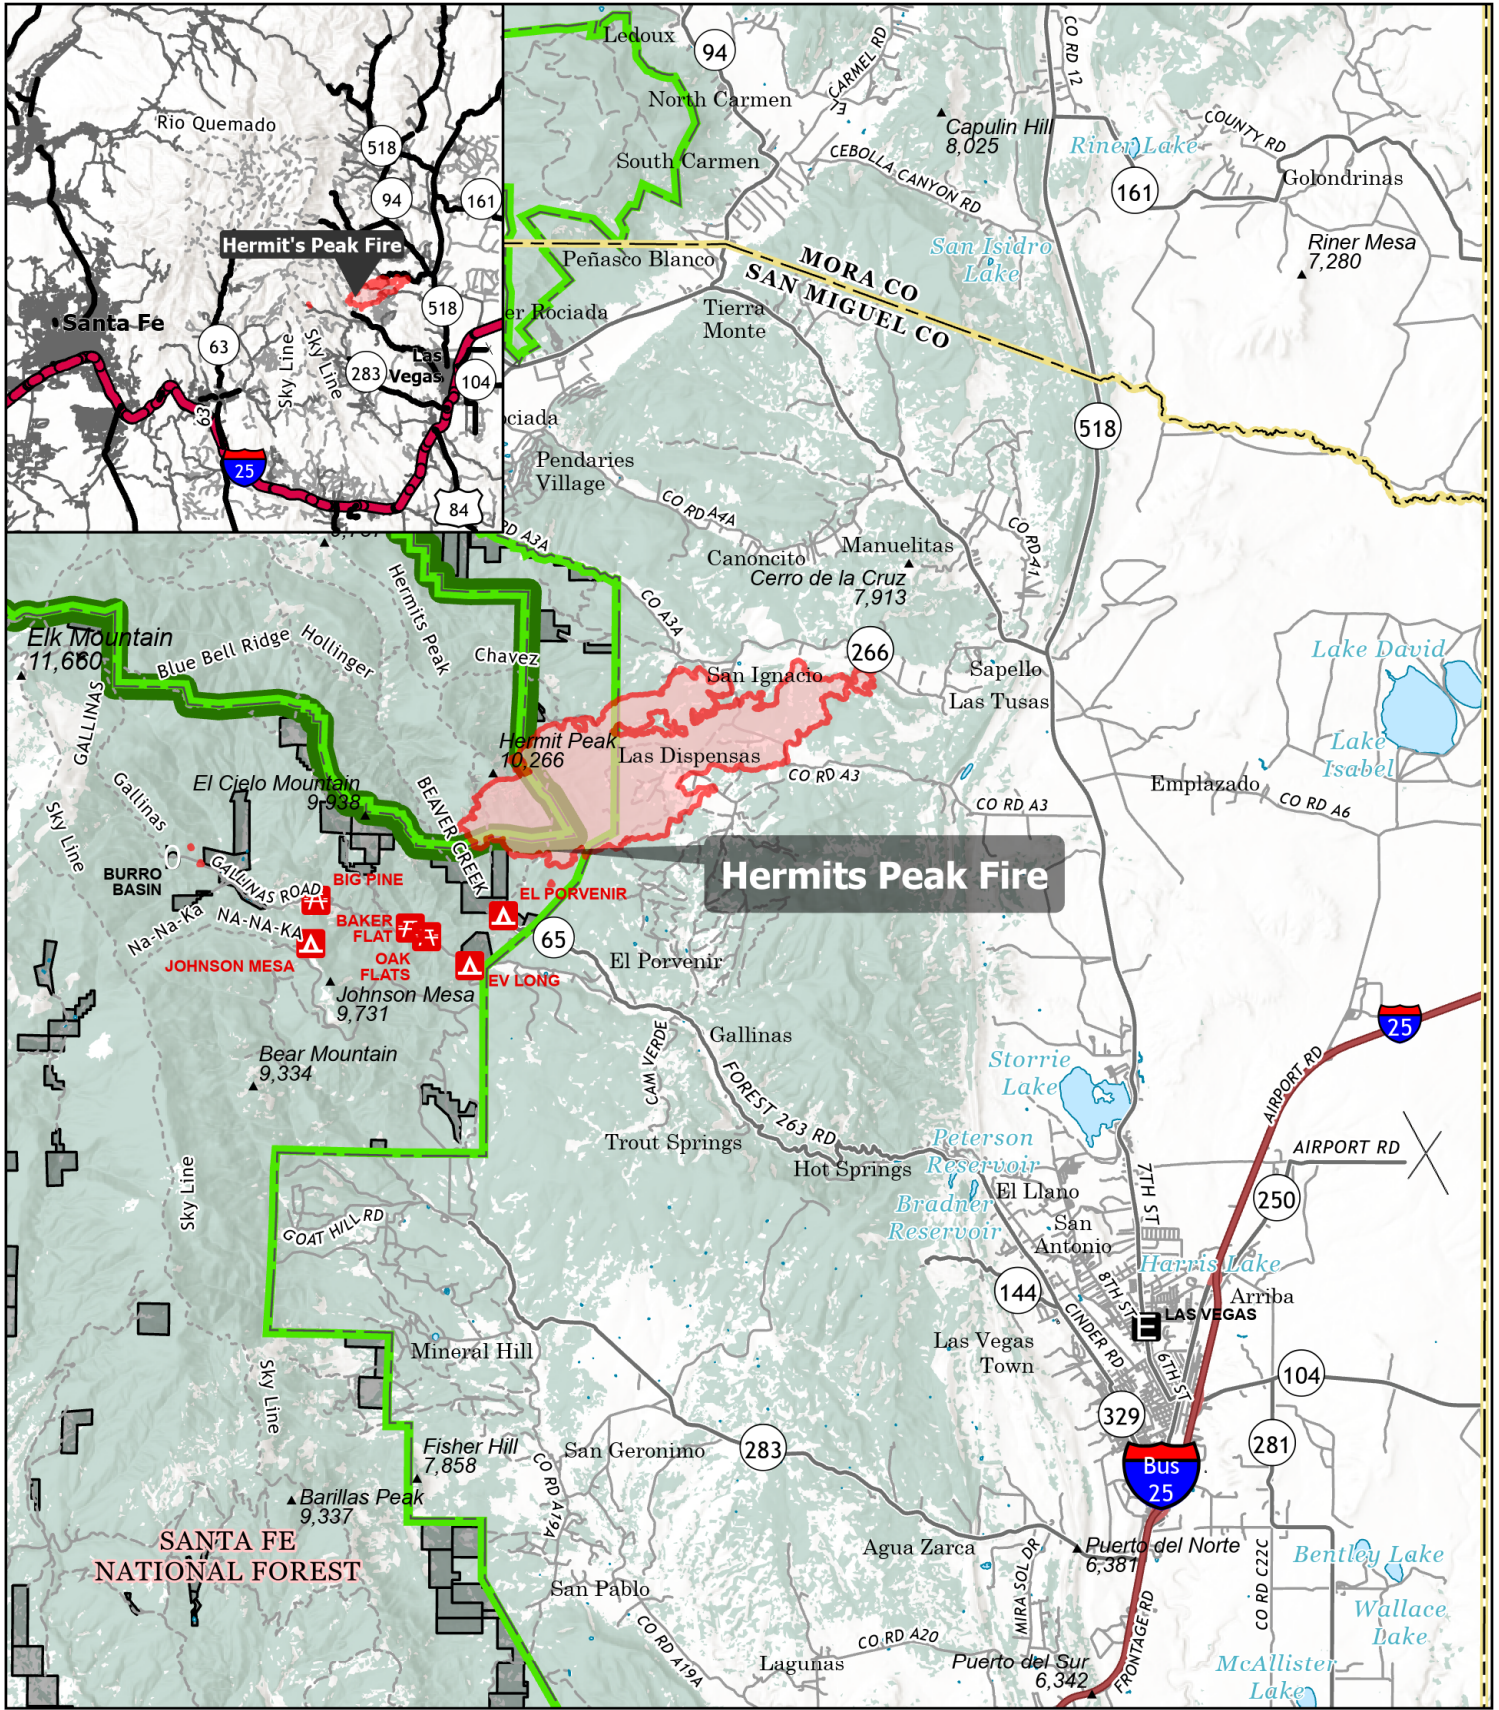 Rio Quemado
518
94
161
Hermit's Peak Fire
518
Santa Fe
63
Sky Line
Sky Line
Las
Vegas
283
104
63
25
84
Ledoux
94
North Carmen
EL
CARMEL RD
CO RD 12
Capulin Hill
8,025
Riner Lake
COUNTY RD
South Carmen
CEBOLLA CANYON RD
161
Golondrinas
San Isidro
Lake
Riner Mesa
7,280
Peñasco Blanco
MORA CO
SAN MIGUEL CO
er Rociada
Tierra
Monte
ociada
518
Pendaries
Village
CO RD A4A
RD A3A
CO RD A1
Canoncito
Manuelitas
Cerro de la Cruz
7,913
Hermits Peak
CO A3A
Elk Mountain
11,660
Blue Bell Ridge
Hollinger
Chavez
San Ignacio
266
Sapello
Las Tusas
Lake David
GALLINAS
Hermit Peak
10,266
Las Dispensas
Lake
Isabel
CO RD A3
CO RD A3
Emplazado
CO RD A6
El Cielo Mountain
9,938
Gallinas
BEAVER CREEK
Sky Line
Hermits Peak Fire
BURRO
BASIN
GALLINAS ROAD
BIG PINE
EL PORVENIR
Na-Na-Ka
NA-NA-KA
BAKER
FLAT
65
JOHNSON MESA
OAK
FLATS
EV LONG
El Porvenir
Johnson Mesa
9,731
25
Gallinas
Bear Mountain
9,334
CAM VERDE
Storrie
Lake
AIRPORT RD
FOREST 263 RD
Trout Springs
Hot Springs
Peterson
Reservoir
AIRPORT RD
Sky Line
El Llano
Bradner
Reservoir
7TH ST
250
GOAT HILL RD
San
Antonio
Harris Lake
144
8TH ST
Arriba
E
LAS VEGAS
Mineral Hill
CINDER RD
Las Vegas
Town
6TH ST
104
Sky Line
329
281
Fisher Hill
7,858
San Geronimo
283
CO RD A19A
Bus
25
Barillas Peak
9,337
SANTA FE
NATIONAL FOREST
Agua Zarca
Puerto del Norte
6,381
Bentley Lake
San Pablo
MIRA SOL DR
CO RD C22C
Wallace
Lake
CO RD A19A
CO RD A20
FRONTAGE RD
Lagunas
Puerto del Sur
6,342
McAllister
Lake